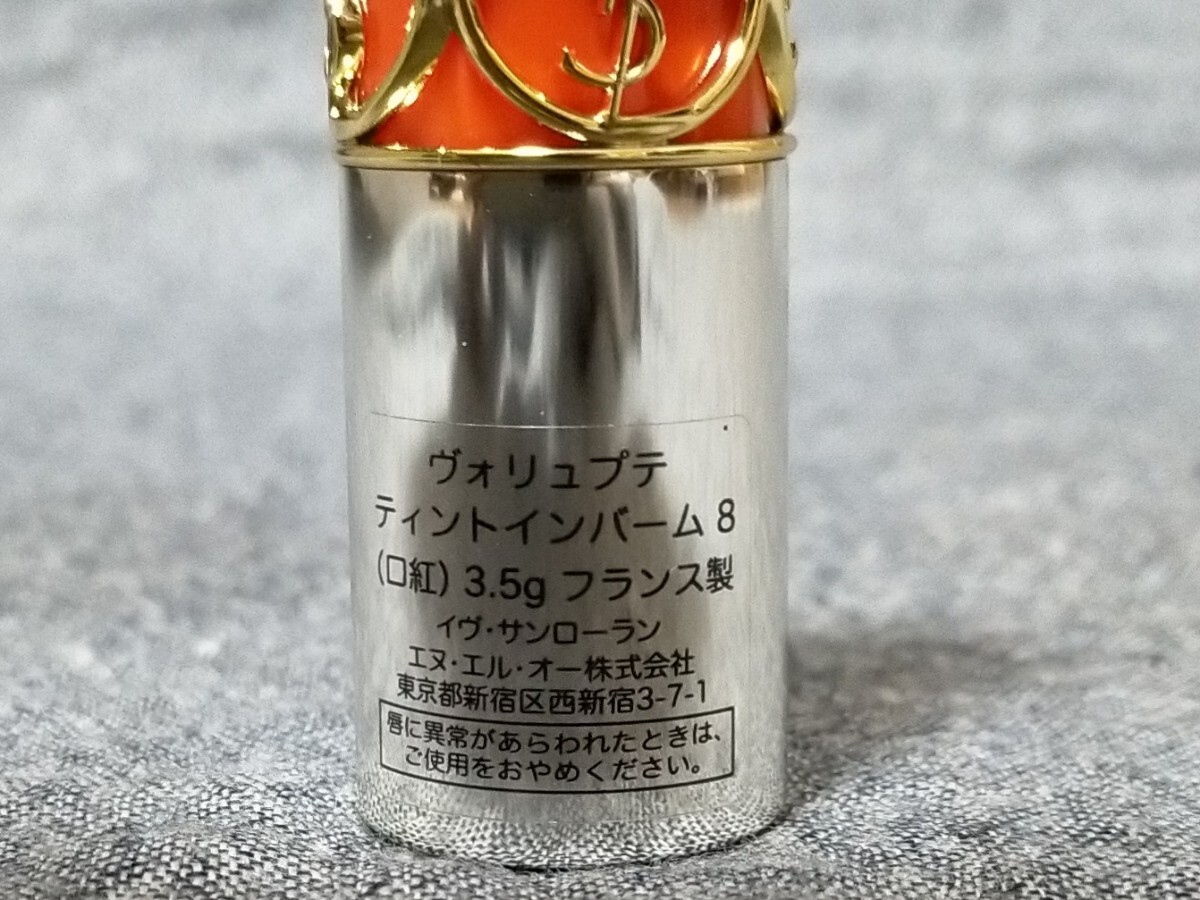 ヴォリュプテ
ティントインバーム 8
(口紅) 3.5g フランス製
イヴ・サンローラン
エヌ・エル・オー株式会社
東京都新宿区西新宿3-7-1
唇に異常があらわれたときは、
ご使用をおやめください。